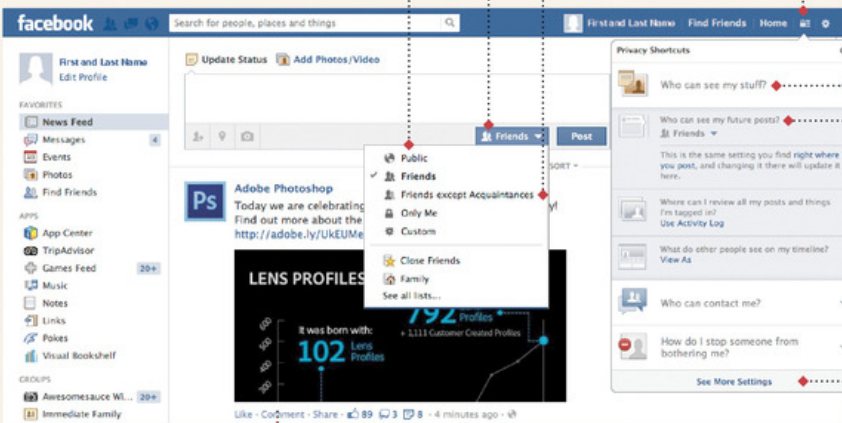 facebook
Search for people, places and things
First and Last Name
Find Friends
Home
First and Last Name
Edit Profile
FAVORITES
News Feed
Messages 4
Events
Photos
Find Friends
APPS
App Center
TripAdvisor
Games Feed 20+
Music
Notes
Links
Pokes
Visual Bookshelf
GROUPS
Awesomesauce Wi... 20+
Immediate Family
Update Status
Add Photos/Video
Friends
Post
SORT
Public
Friends
Friends except Acquaintances
Only Me
Custom
Close Friends
Family
See all lists...
Ps
Adobe Photoshop
Today we are celebrating
Find out more about the
http://adobe.ly/UkEUMe
LENS PROFILES
792 Profiles
+ 1,111 Customer Created Profiles
It was born with:
102 Lens Profiles
600
500
400
300
Like · Comment · Share · 89 3 8 · 4 minutes ago ·
Privacy Shortcuts
Who can see my stuff?
Who can see my future posts?
Friends
This is the same setting you find right where
you post, and changing it there will update it
here.
Where can I review all my posts and things
I'm tagged in?
Use Activity Log
What do other people see on my timeline?
View As
Who can contact me?
How do I stop someone from
bothering me?
See More Settings